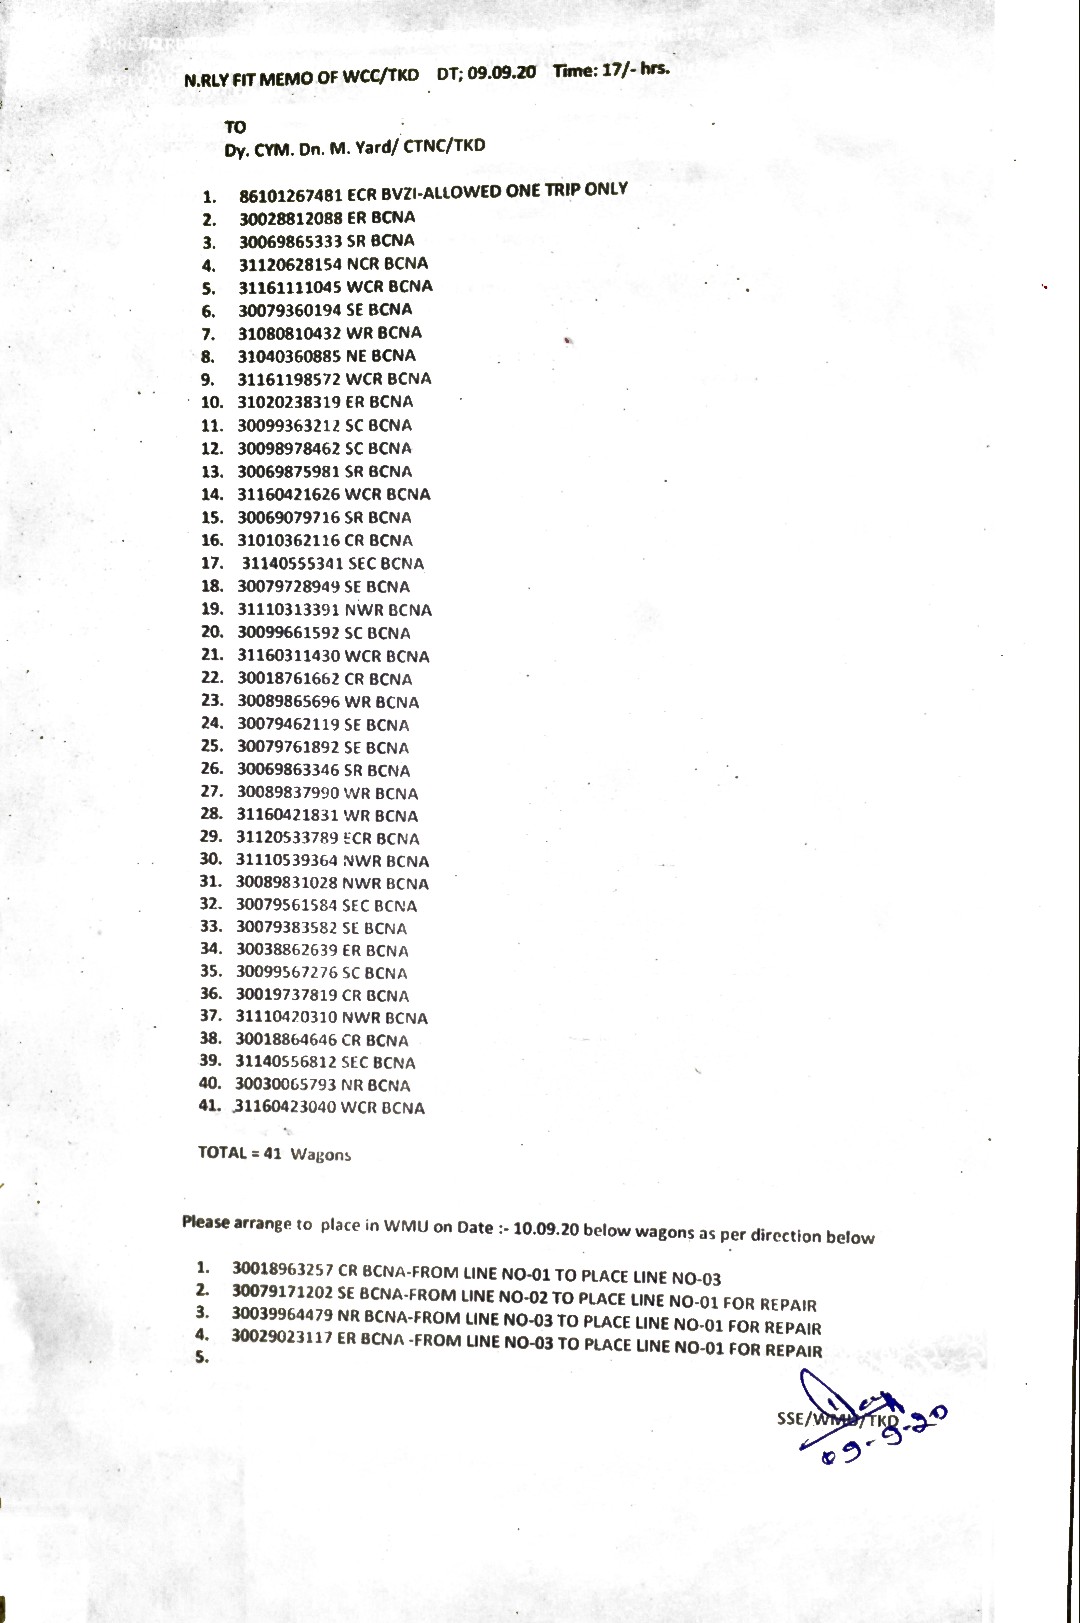 N.RLY FIT MEMO OF WCC/TKD DT; 09.09.20 Time: 17/- hrs.
TO
Dy. CYM. Dn. M. Yard/ CTNC/TKD
1. 86101267481 ECR BVZI-ALLOWED ONE TRIP ONLY
2. 30028812088 ER BCNA
3. 30069865333 SR BCNA
4. 31120628154 NCR BCNA
5. 31161111045 WCR BCNA
6. 30079360194 SE BCNA
7. 31080810432 WR BCNA
8. 31040360885 NE BCNA
9. 31161198572 WCR BCNA
10. 31020238319 ER BCNA
11. 30099363212 SC BCNA
12. 30098978462 SC BCNA
13. 30069875981 SR BCNA
14. 31160421626 WCR BCNA
15. 30069079716 SR BCNA
16. 31010362116 CR BCNA
17. 31140555341 SEC BCNA
18. 30079728949 SE BCNA
19. 31110313391 NWR BCNA
20. 30099661592 SC BCNA
21. 31160311430 WCR BCNA
22. 30018761662 CR BCNA
23. 30089865696 WR BCNA
24. 30079462119 SE BCNA
25. 30079761892 SE BCNA
26. 30069863346 SR BCNA
27. 30089837990 WR BCNA
28. 31160421831 WR BCNA
29. 31120533789 ECR BCNA
30. 31110539364 NWR BCNA
31. 30089831028 NWR BCNA
32. 30079561584 SEC BCNA
33. 30079383582 SE BCNA
34. 30038862639 ER BCNA
35. 30099567276 SC BCNA
36. 30019737819 CR BCNA
37. 31110420310 NWR BCNA
38. 30018864646 CR BCNA
39. 31140556812 SEC BCNA
40. 30030065793 NR BCNA
41. 31160423040 WCR BCNA
TOTAL = 41 Wagons
Please arrange to place in WMU on Date :- 10.09.20 below wagons as per direction below
1. 30018963257 CR BCNA-FROM LINE NO-01 TO PLACE LINE NO-03
2. 30079171202 SE BCNA-FROM LINE NO-02 TO PLACE LINE NO-01 FOR REPAIR
3. 30039964479 NR BCNA-FROM LINE NO-03 TO PLACE LINE NO-01 FOR REPAIR
4. 30029023117 ER BCNA -FROM LINE NO-03 TO PLACE LINE NO-01 FOR REPAIR
5.
SSE/WMU/TKD
09-9-20